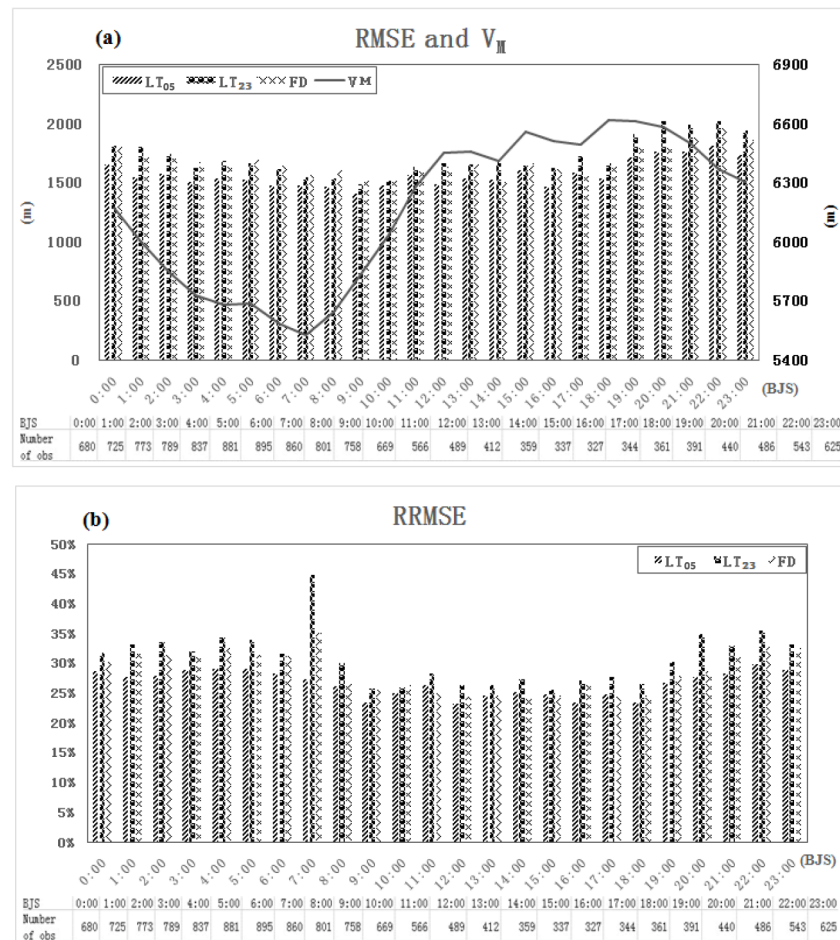 (a)
RMSE and V_M
LT₀₅ LT₂₃ FD VM
2500
2000
1500
1000
500
0
(m)
6900
6600
6300
6000
5700
5400
(m)
0:00 1:00 2:00 3:00 4:00 5:00 6:00 7:00 8:00 9:00 10:00 11:00 12:00 13:00 14:00 15:00 16:00 17:00 18:00 19:00 20:00 21:00 22:00 23:00 (BJS)
BJS 0:00 1:00 2:00 3:00 4:00 5:00 6:00 7:00 8:00 9:00 10:00 11:00 12:00 13:00 14:00 15:00 16:00 17:00 18:00 19:00 20:00 21:00 22:00 23:00
Number
of obs 680 725 773 789 837 881 895 860 801 758 669 566 489 412 359 337 327 344 361 391 440 486 543 625
(b)
RRMSE
LT₀₅ LT₂₃ FD
50%
45%
40%
35%
30%
25%
20%
15%
10%
5%
0%
0:00 1:00 2:00 3:00 4:00 5:00 6:00 7:00 8:00 9:00 10:00 11:00 12:00 13:00 14:00 15:00 16:00 17:00 18:00 19:00 20:00 21:00 22:00 23:00 (BJS)
BJS 0:00 1:00 2:00 3:00 4:00 5:00 6:00 7:00 8:00 9:00 10:00 11:00 12:00 13:00 14:00 15:00 16:00 17:00 18:00 19:00 20:00 21:00 22:00 23:00
Number
of obs 680 725 773 789 837 881 895 860 801 758 669 566 489 412 359 337 327 344 361 391 440 486 543 625